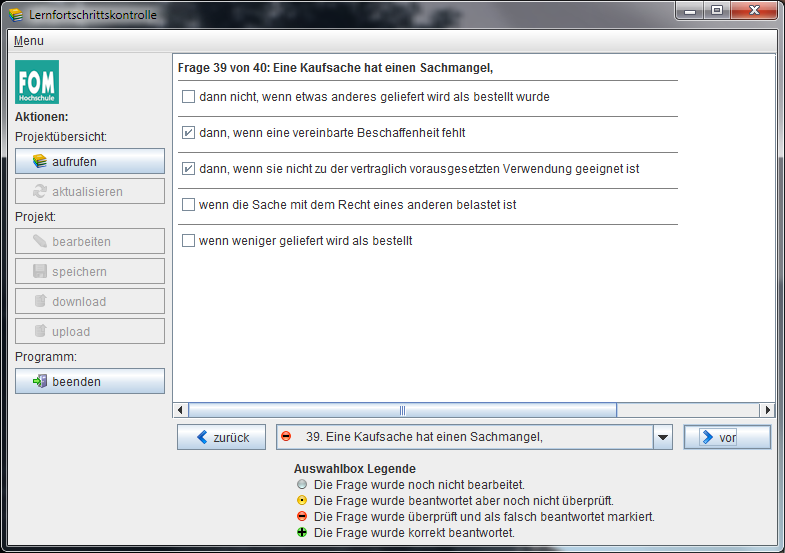 Lernfortschrittskontrolle
Menu
FOM
Hochschule
Aktionen:
Projektübersicht:
aufrufen
aktualisieren
Projekt:
bearbeiten
speichern
download
upload
Programm:
beenden
Frage 39 von 40: Eine Kaufsache hat einen Sachmangel,
dann nicht, wenn etwas anderes geliefert wird als bestellt wurde
dann, wenn eine vereinbarte Beschaffenheit fehlt
dann, wenn sie nicht zu der vertraglich vorausgesetzten Verwendung geeignet ist
wenn die Sache mit dem Recht eines anderen belastet ist
wenn weniger geliefert wird als bestellt
zurück
39. Eine Kaufsache hat einen Sachmangel,
vor
Auswahlbox Legende
Die Frage wurde noch nicht bearbeitet.
Die Frage wurde beantwortet aber noch nicht überprüft.
Die Frage wurde überprüft und als falsch beantwortet markiert.
Die Frage wurde korrekt beantwortet.